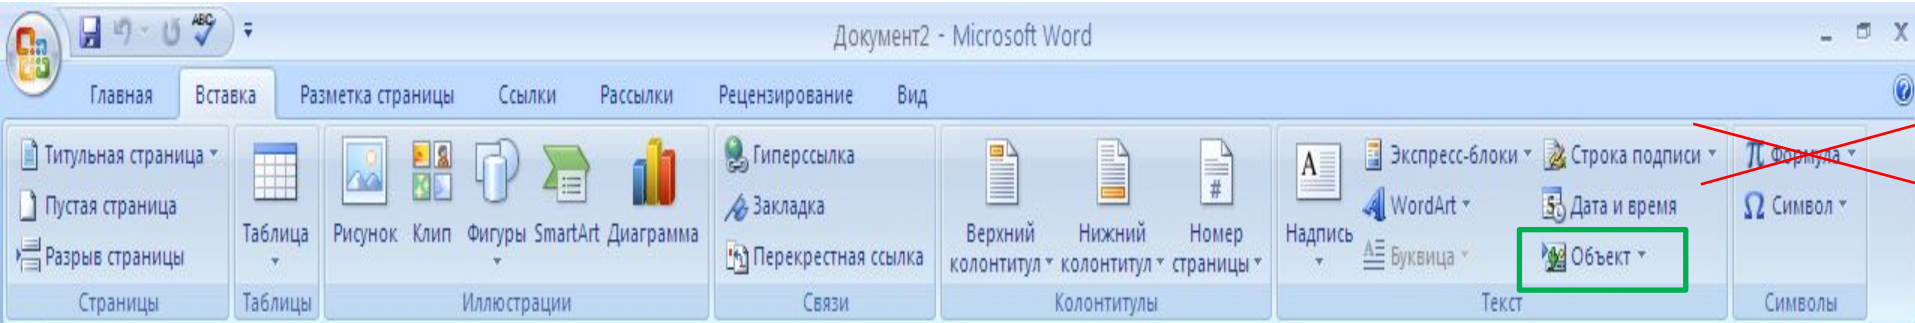 ABC
Документ2 - Microsoft Word
Главная Вставка Разметка страницы Ссылки Рассылки Рецензирование Вид
Титульная страница
Пустая страница
Разрыв страницы
Страницы
Таблица
Таблицы
Рисунок Клип Фигуры SmartArt Диаграмма
Иллюстрации
Гиперссылка
Закладка
Перекрестная ссылка
Связи
Верхний колонтитул
Нижний колонтитул
Номер страницы
Колонтитулы
Надпись
Экспресс-блоки
WordArt
Буквица
Строка подписи
Дата и время
Объект
Текст
π Формула
Ω Символ
Символы